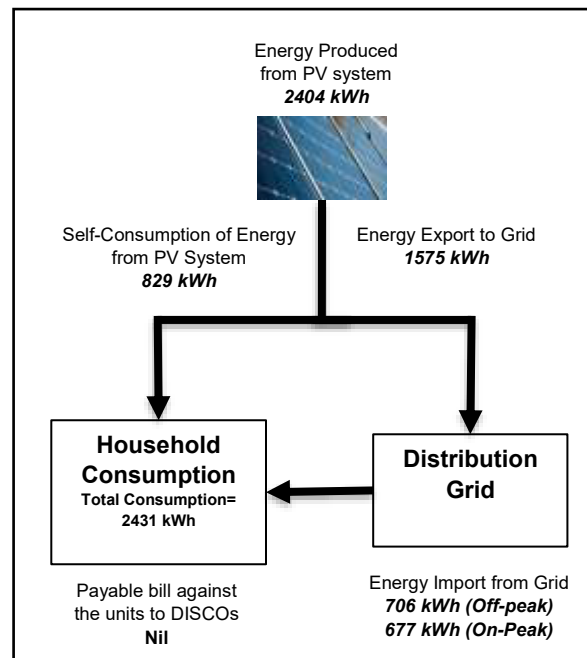 Energy Produced
from PV system
2404 kWh
Self-Consumption of Energy
from PV System
829 kWh
Energy Export to Grid
1575 kWh
Household
Consumption
Total Consumption=
2431 kWh
Distribution
Grid
Payable bill against
the units to DISCOs
Nil
Energy Import from Grid
706 kWh (Off-peak)
677 kWh (On-Peak)